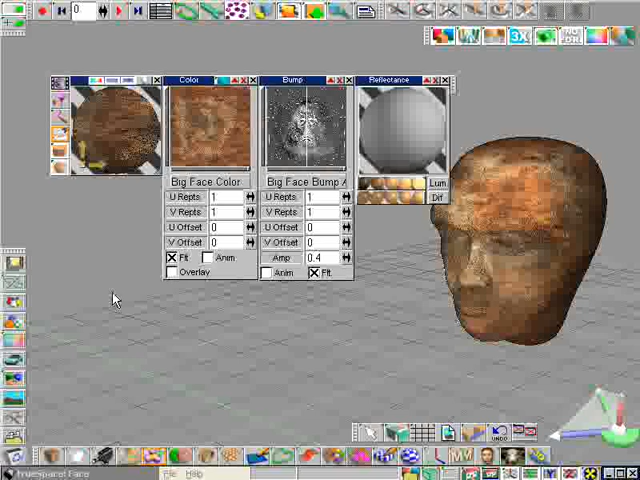 0
3X
NO
Color
Bump
Reflectance
Big Face Color
Big Face Bump A
Lum
Dif
U Repts 1
U Repts 1
V Repts 1
V Repts 1
U Offset 0
U Offset 0
V Offset 0
V Offset 0
Flt Anim
Amp 0.4
Overlay
Anim Flt
UNDO
trueSpace| Face
File Help